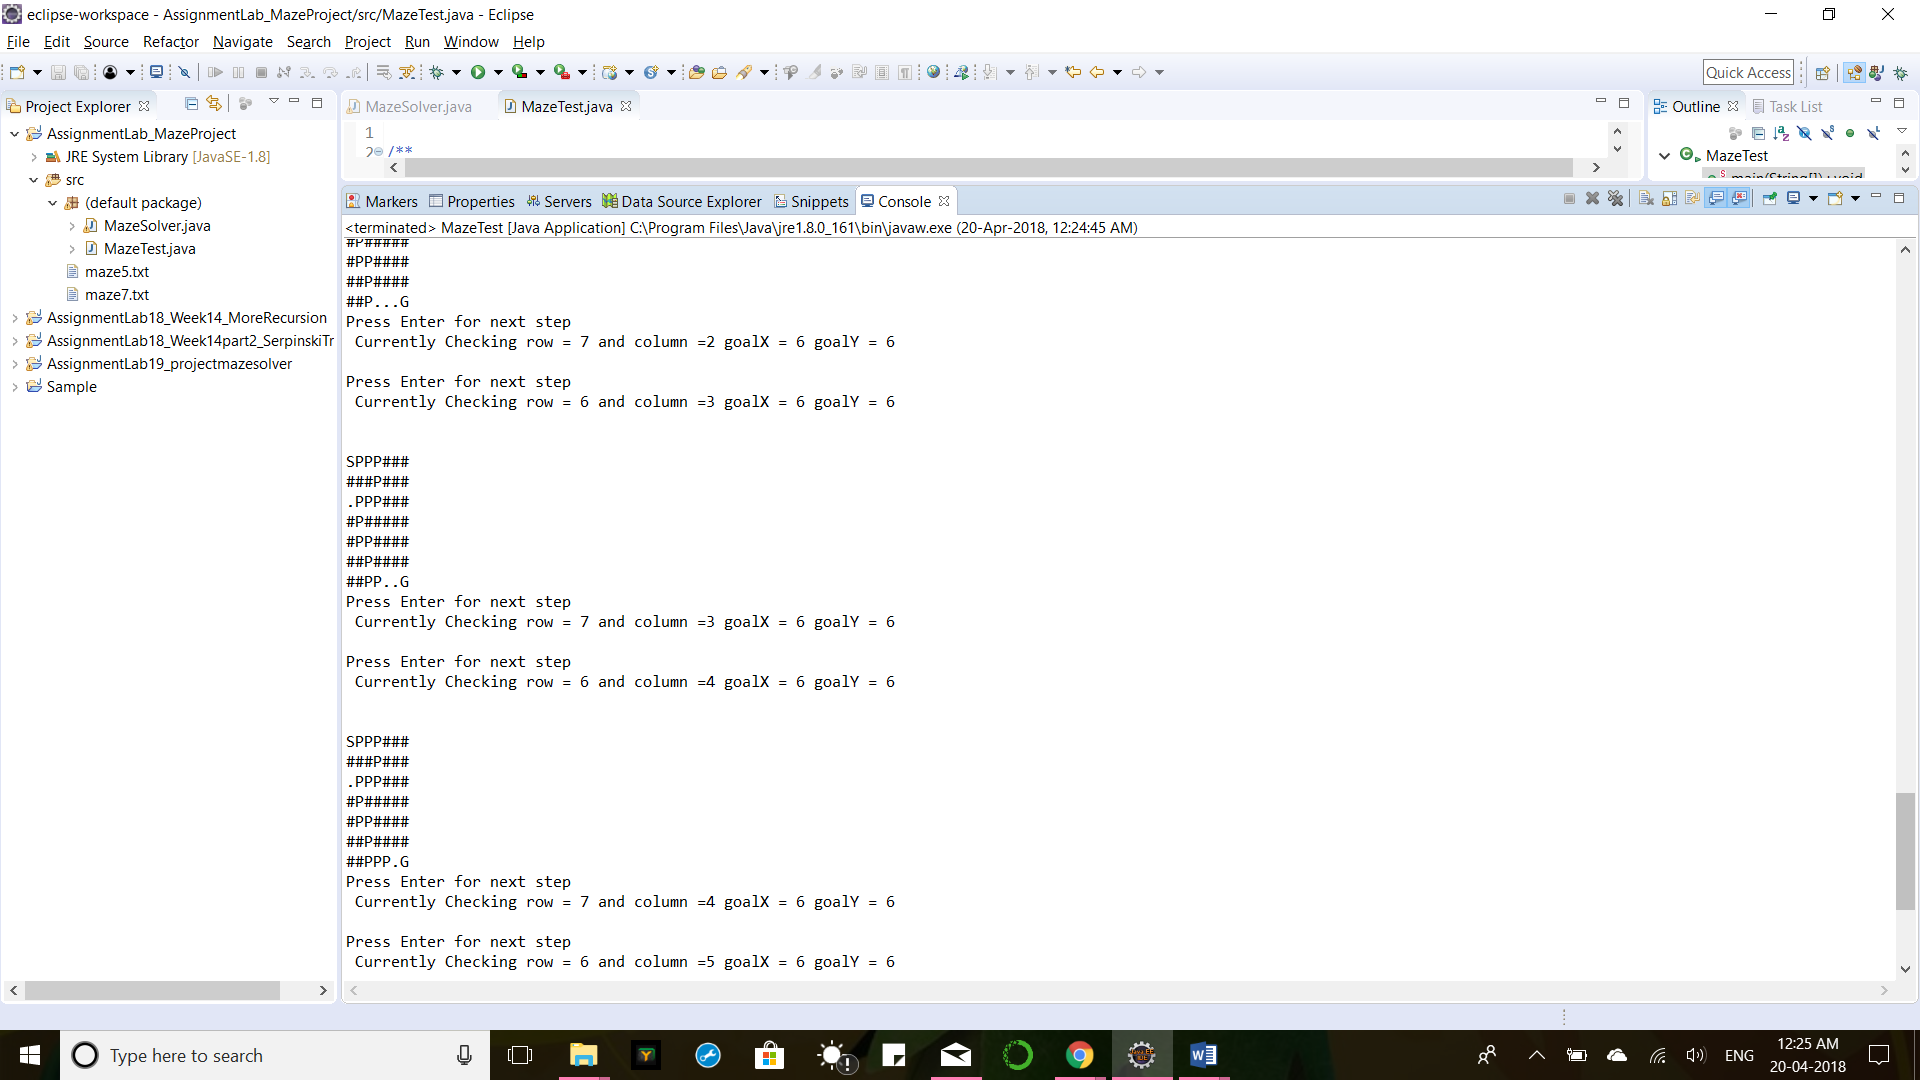 eclipse-workspace - AssignmentLab_MazeProject/src/MazeTest.java - Eclipse
File Edit Source Refactor Navigate Search Project Run Window Help
Quick Access
Project Explorer
AssignmentLab_MazeProject
JRE System Library [JavaSE-1.8]
src
(default package)
MazeSolver.java
MazeTest.java
maze5.txt
maze7.txt
AssignmentLab18_Week14_MoreRecursion
AssignmentLab18_Week14part2_SerpinskiTr
AssignmentLab19_projectmazesolver
Sample
MazeSolver.java MazeTest.java
1
2 /**
Outline Task List
MazeTest
main(String[]) : void
Markers Properties Servers Data Source Explorer Snippets Console
<terminated> MazeTest [Java Application] C:\Program Files\Java\jre1.8.0_161\bin\javaw.exe (20-Apr-2018, 12:24:45 AM)
#P#####
#PP####
##P####
##P...G
Press Enter for next step
Currently Checking row = 7 and column =2 goalX = 6 goalY = 6
Press Enter for next step
Currently Checking row = 6 and column =3 goalX = 6 goalY = 6
SPPP###
###P###
.PPP###
#P#####
#PP####
##P####
##PP..G
Press Enter for next step
Currently Checking row = 7 and column =3 goalX = 6 goalY = 6
Press Enter for next step
Currently Checking row = 6 and column =4 goalX = 6 goalY = 6
SPPP###
###P###
.PPP###
#P#####
#PP####
##P####
##PPP.G
Press Enter for next step
Currently Checking row = 7 and column =4 goalX = 6 goalY = 6
Press Enter for next step
Currently Checking row = 6 and column =5 goalX = 6 goalY = 6
Type here to search
ENG
12:25 AM
20-04-2018